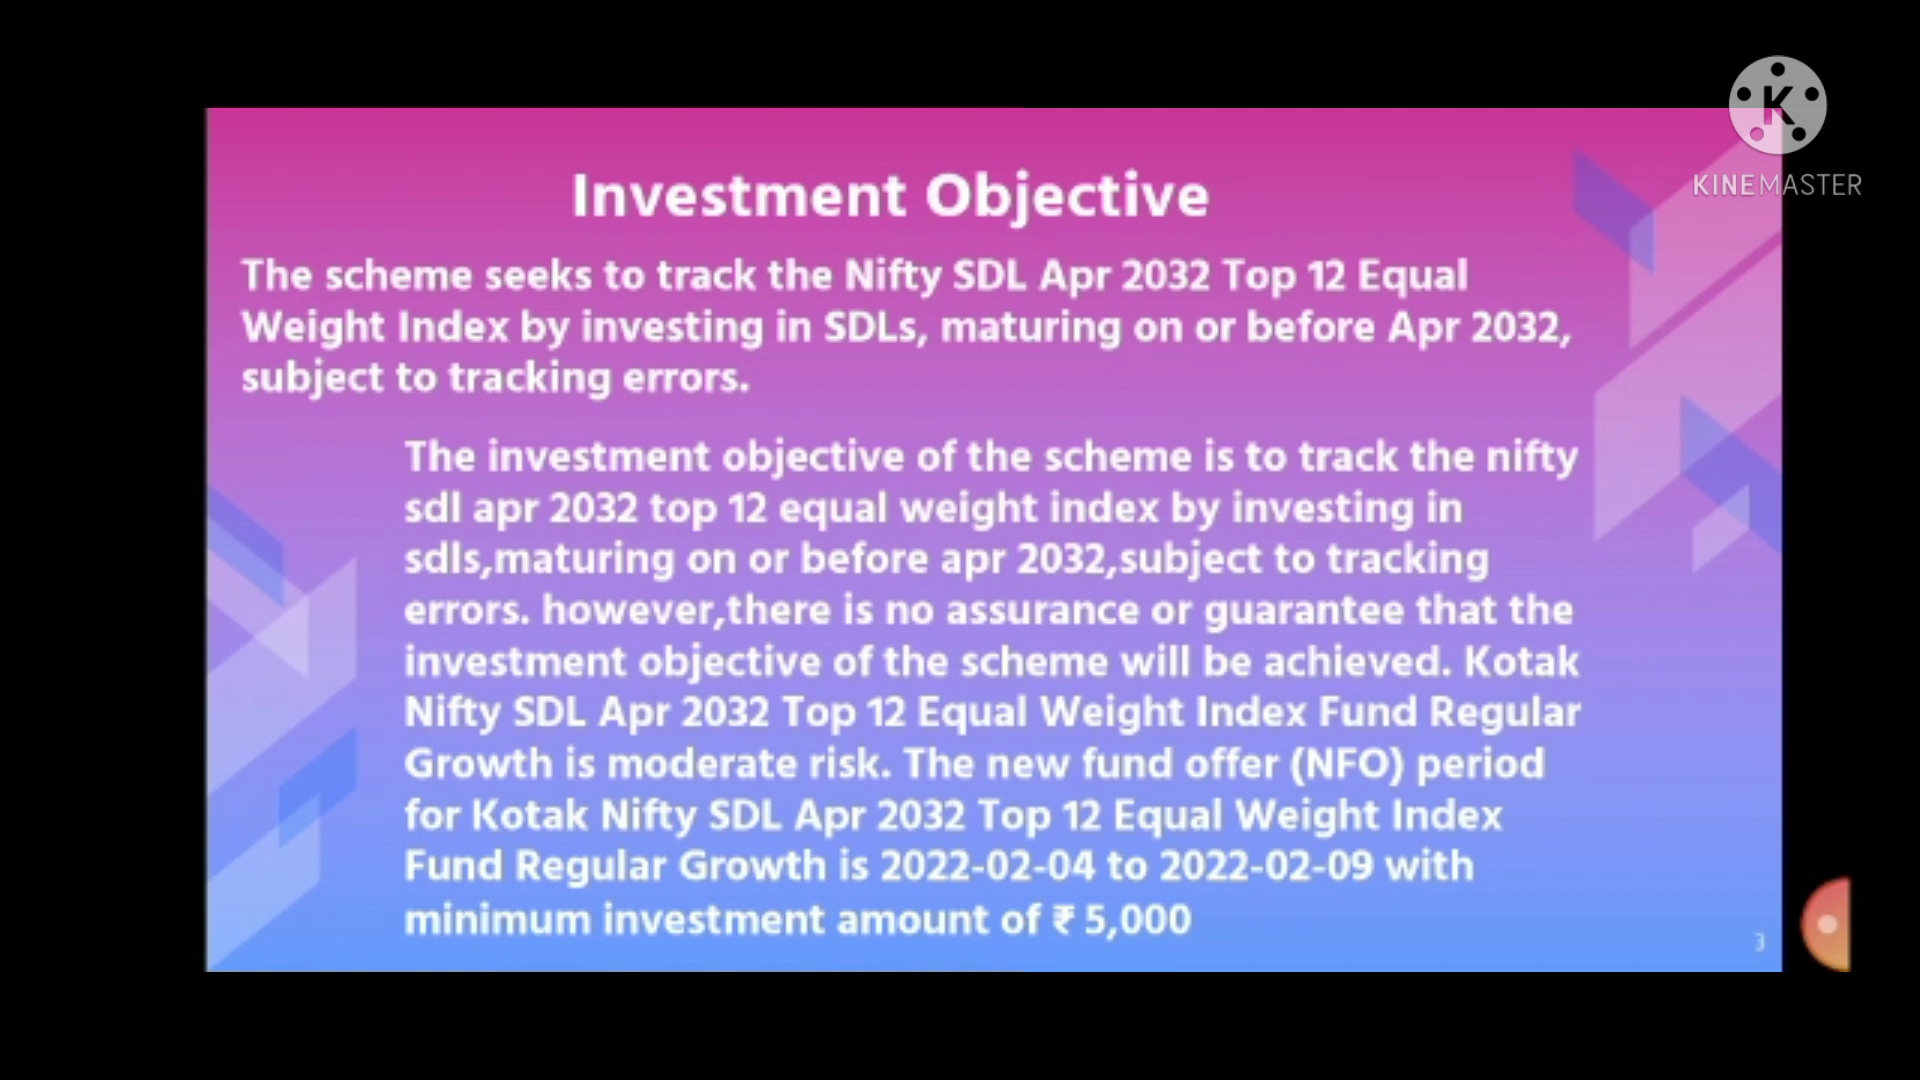 K
KINEMASTER
Investment Objective
The scheme seeks to track the Nifty SDL Apr 2032 Top 12 Equal
Weight Index by investing in SDLs, maturing on or before Apr 2032,
subject to tracking errors.
The investment objective of the scheme is to track the nifty
sdl apr 2032 top 12 equal weight index by investing in
sdls,maturing on or before apr 2032,subject to tracking
errors. however,there is no assurance or guarantee that the
investment objective of the scheme will be achieved. Kotak
Nifty SDL Apr 2032 Top 12 Equal Weight Index Fund Regular
Growth is moderate risk. The new fund offer (NFO) period
for Kotak Nifty SDL Apr 2032 Top 12 Equal Weight Index
Fund Regular Growth is 2022-02-04 to 2022-02-09 with
minimum investment amount of ₹ 5,000
3